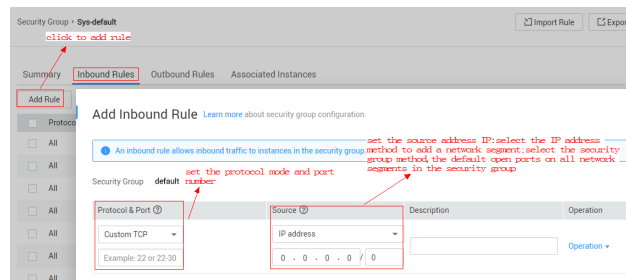 Security Group › Sys-default
Import Rule
Expor
click to add rule
Summary
Inbound Rules
Outbound Rules
Associated Instances
Add Rule
Add Inbound Rule Learn more about security group configuration.
Protoco
An inbound rule allows inbound traffic to instances in the security group
set the source address IP:select the IP address
method to add a network segment;select the security
group method,the default open ports on all network
segments in the security group
set the protocol mode and port
number
Security Group default
Protocol & Port
Source
Description
Operation
Custom TCP
IP address
Operation
Example: 22 or 22-30
0 . 0 . 0 . 0 / 0
All
All
All
All
All
All
All